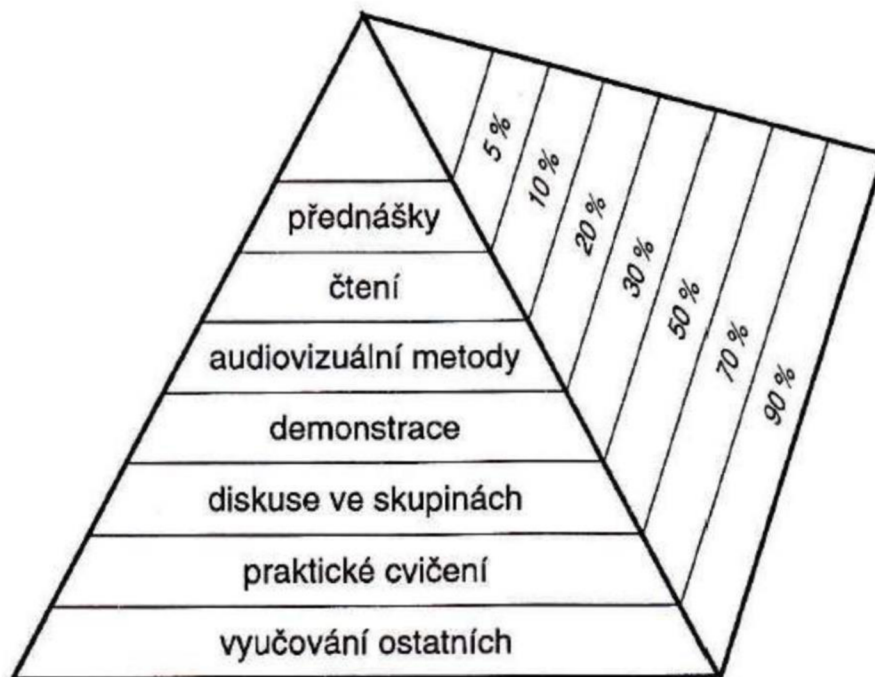 přednášky
čtení
audiovizuální metody
demonstrace
diskuse ve skupinách
praktické cvičení
vyučování ostatních
5 %
10 %
20 %
30 %
50 %
70 %
90 %